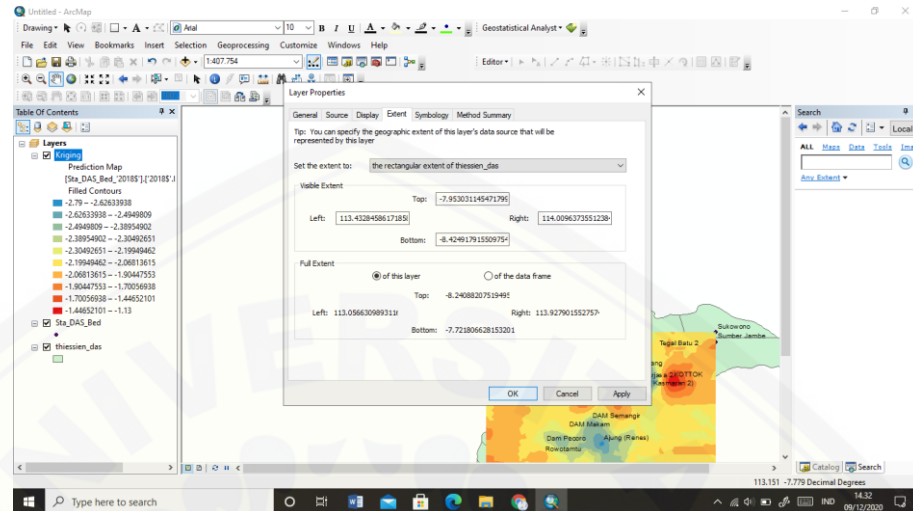 Untitled - ArcMap
Drawing Arial 10 B I U A Geostatistical Analyst
File Edit View Bookmarks Insert Selection Geoprocessing Customize Windows Help
1:407.754 Editor
Layer Properties
General Source Display Extent Symbology Method Summary
Tip: You can specify the geographic extent of this layer's data source that will be
represented by this layer
Set the extent to: the rectangular extent of thiessien_das
Visible Extent
Top: -7.953031145471799
Left: 113.4328458617185 Right: 114.0096373551238
Bottom: -8.424917915509754
Full Extent
of this layer of the data frame
Top: -8.24088207519495
Left: 113.056630989311 Right: 113.927901552757
Bottom: -7.721806628153201
OK Cancel Apply
Table Of Contents
Layers
Kriging
Prediction Map
[Sta_DAS_Bed_'2018$'].['2018$'.
Filled Contours
-2.79 – -2.62633938
-2.62633938 – -2.4949809
-2.4949809 – -2.38954902
-2.38954902 – -2.30492651
-2.30492651 – -2.19949462
-2.19949462 – -2.06813615
-2.06813615 – -1.90447553
-1.90447553 – -1.70056938
-1.70056938 – -1.44652101
-1.44652101 – -1.13
Sta_DAS_Bed
thiessien_das
Sukowono
Sumber Jambe
Tegal Batu 2
KOTTOK
DAM Semangir
DAM Makam
Dam Pecoro Ajung (Renes)
Rowotamtu
Search
Local
ALL Maps Data Tools Ima
Any Extent
Catalog Search
113.151 -7.779 Decimal Degrees
Type here to search
IND 14.32
09/12/2020
UNIVERSITAS